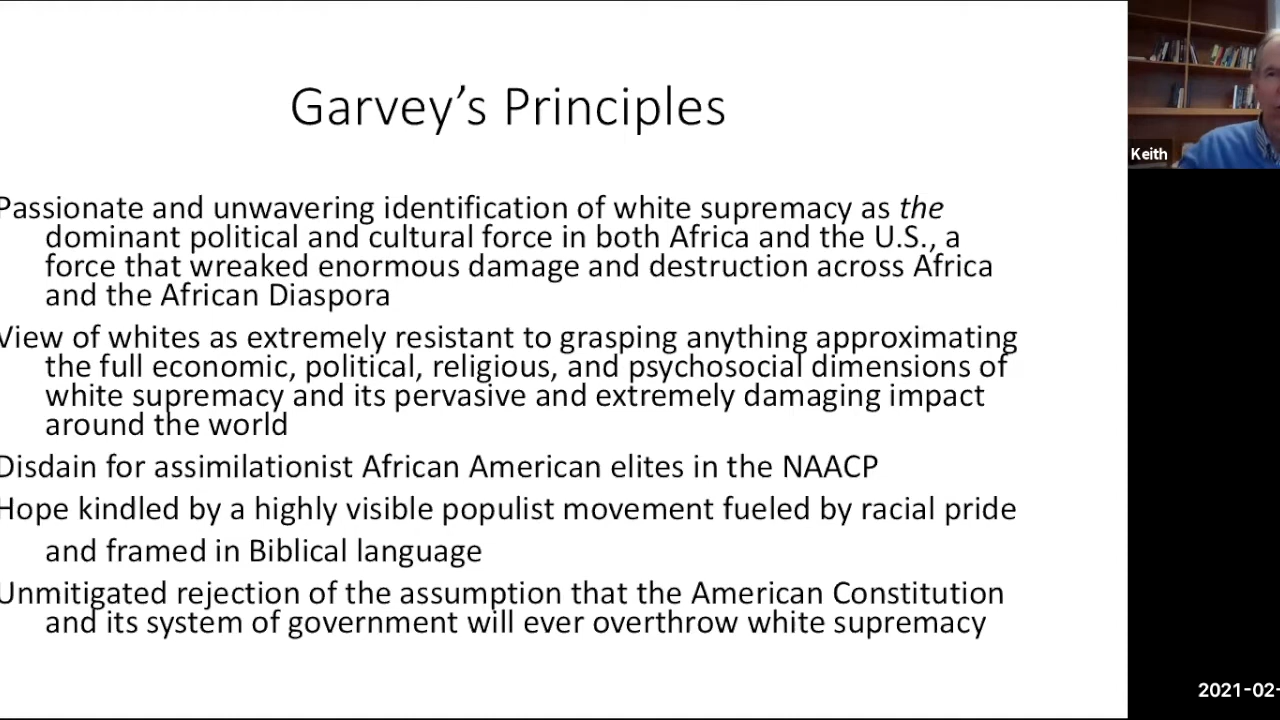 Garvey's Principles
Passionate and unwavering identification of white supremacy as the
dominant political and cultural force in both Africa and the U.S., a
force that wreaked enormous damage and destruction across Africa
and the African Diaspora
View of whites as extremely resistant to grasping anything approximating
the full economic, political, religious, and psychosocial dimensions of
white supremacy and its pervasive and extremely damaging impact
around the world
Disdain for assimilationist African American elites in the NAACP
Hope kindled by a highly visible populist movement fueled by racial pride
and framed in Biblical language
Unmitigated rejection of the assumption that the American Constitution
and its system of government will ever overthrow white supremacy
Keith
2021-02-